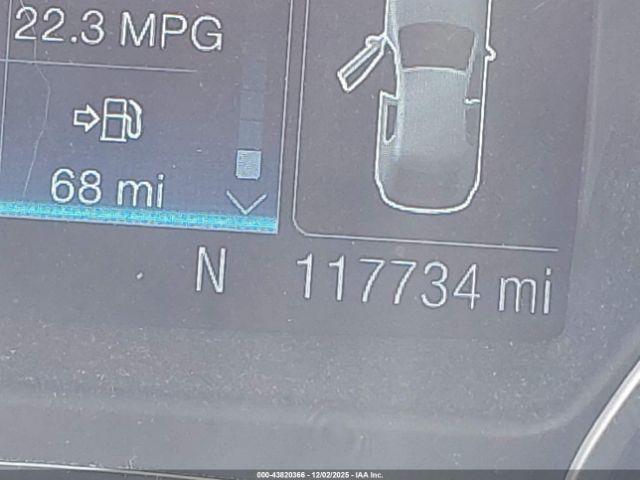 22.3 MPG
68 mi
N 117734 mi
000-43820366 - 12/02/2025 - IAA Inc.